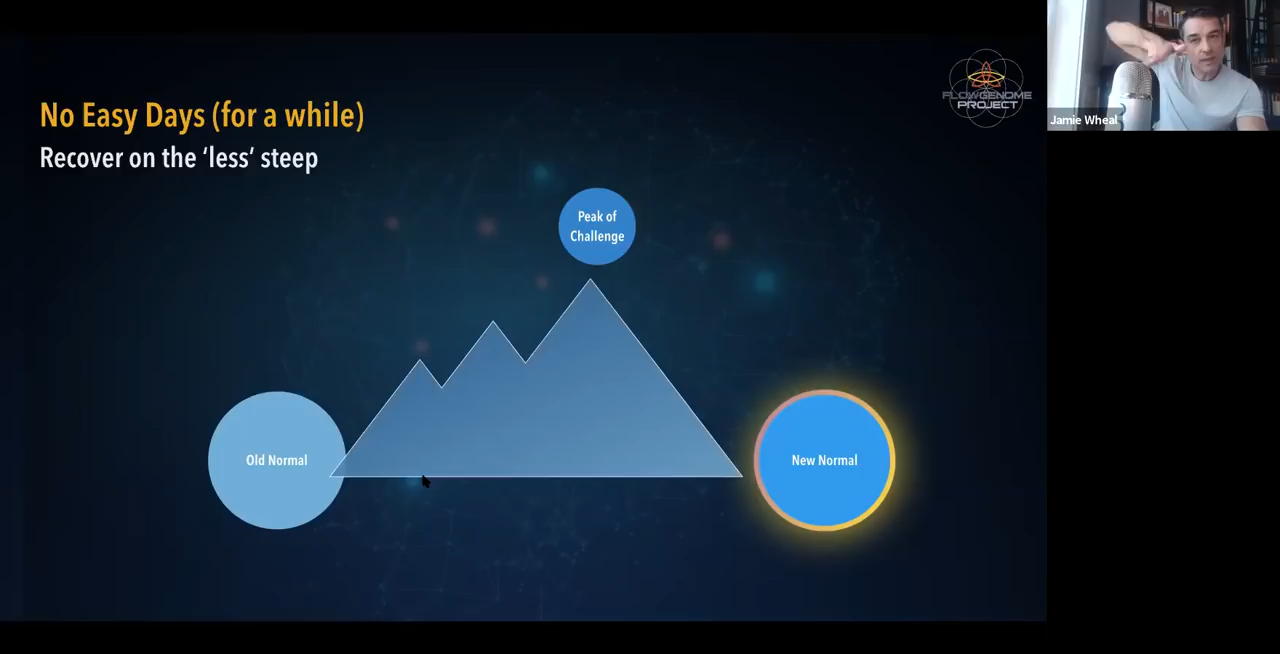 No Easy Days (for a while)
Recover on the ‘less’ steep
FLOWGENOME
PROJECT
Jamie Wheal
Peak of
Challenge
Old Normal
New Normal